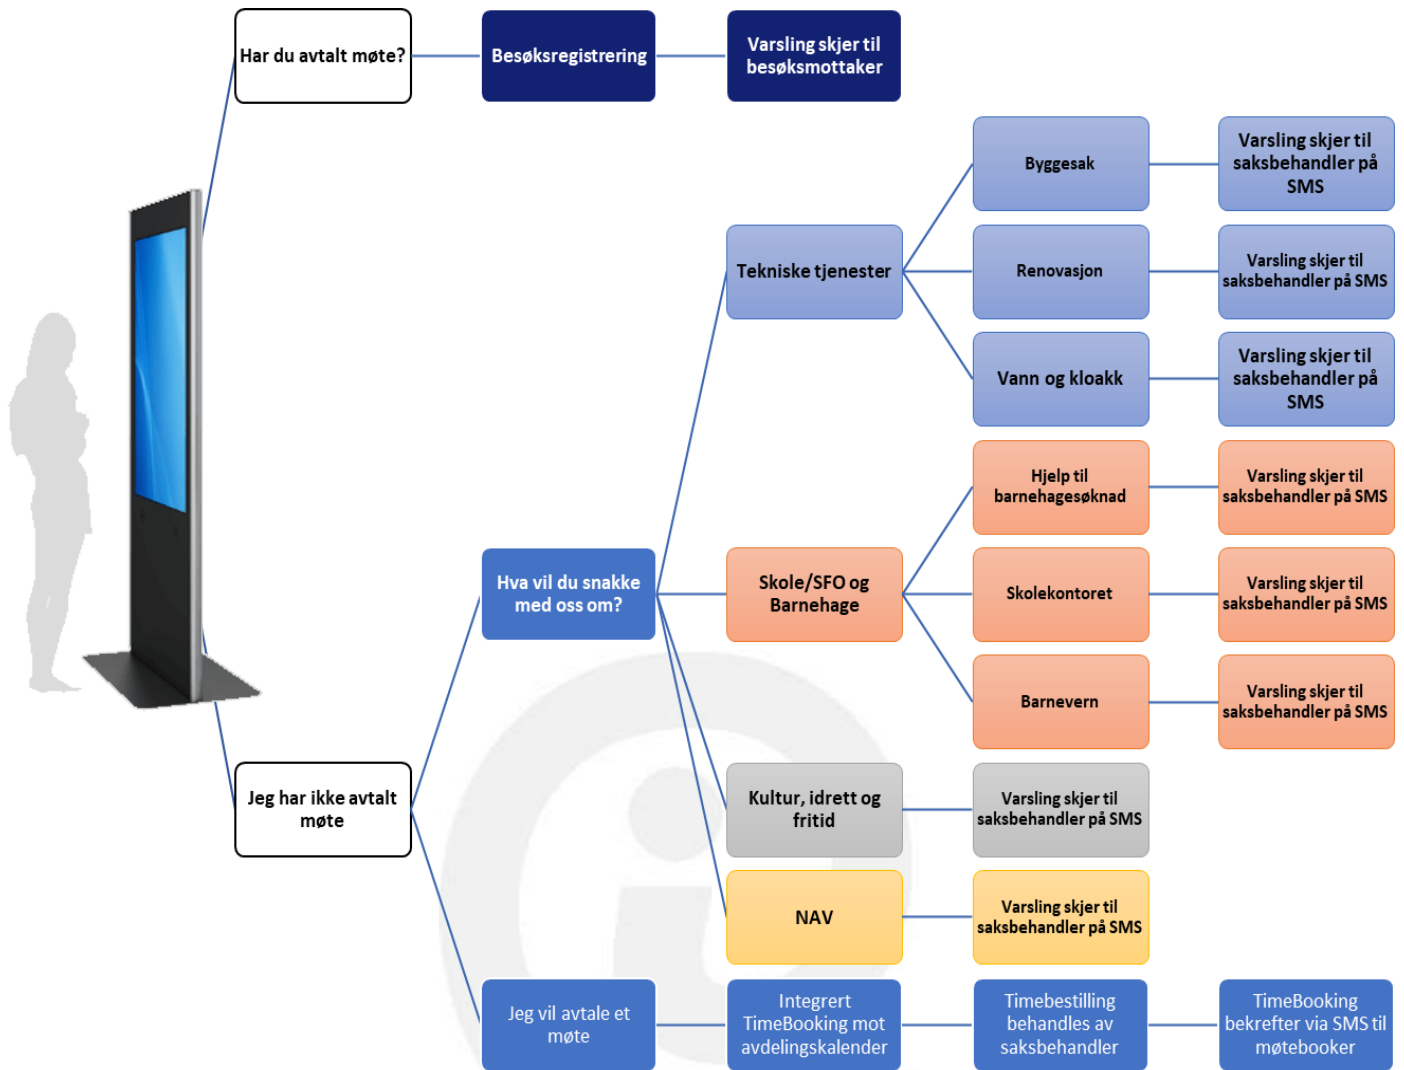 Har du avtalt møte?
Besøksregistrering
Varsling skjer til
besøksmottaker
Byggesak
Varsling skjer til
saksbehandler på
SMS
Tekniske tjenester
Renovasjon
Varsling skjer til
saksbehandler på SMS
Vann og kloakk
Varsling skjer til
saksbehandler på
SMS
Hjelp til
barnehagesøknad
Varsling skjer til
saksbehandler på SMS
Hva vil du snakke
med oss om?
Skole/SFO og
Barnehage
Skolekontoret
Varsling skjer til
saksbehandler på SMS
Barnevern
Varsling skjer til
saksbehandler på SMS
Jeg har ikke avtalt
møte
Kultur, idrett og
fritid
Varsling skjer til
saksbehandler på SMS
NAV
Varsling skjer til
saksbehandler på SMS
Jeg vil avtale et
møte
Integrert
TimeBooking mot
avdelingskalender
Timebestilling
behandles av
saksbehandler
TimeBooking
bekrefter via SMS til
møtebooker